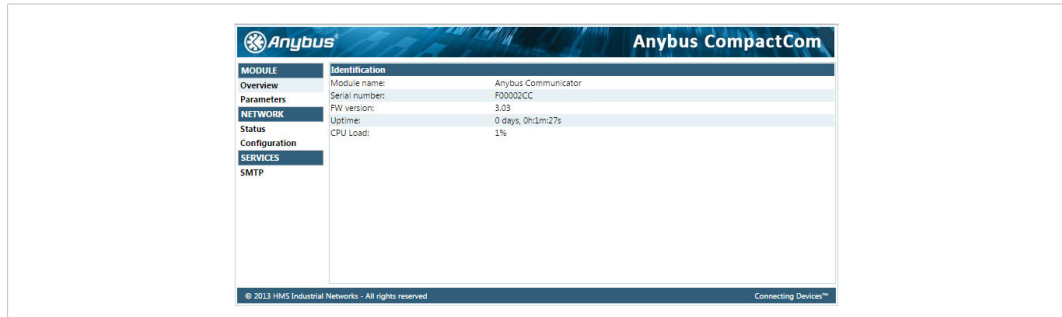 Anybus®
Anybus CompactCom
MODULE
Overview
Parameters
NETWORK
Status
Configuration
SERVICES
SMTP
Identification
Module name: Anybus Communicator
Serial number: F00002CC
FW version: 3.03
Uptime: 0 days, 0h:1m:27s
CPU Load: 1%
© 2013 HMS Industrial Networks - All rights reserved
Connecting Devices™